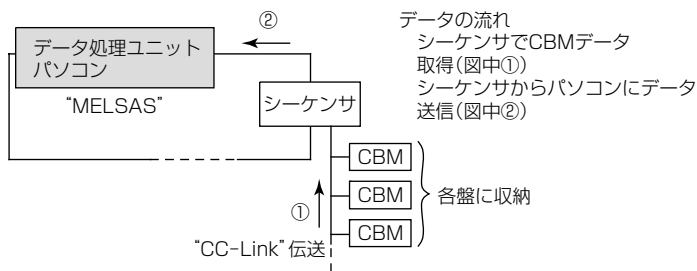 ②
データ処理ユニット
パソコン
“MELSAS”
シーケンサ
データの流れ
シーケンサでCBMデータ
取得(図中①)
シーケンサからパソコンにデータ
送信(図中②)
CBM
CBM
CBM
各盤に収納
①
“CC-Link”伝送